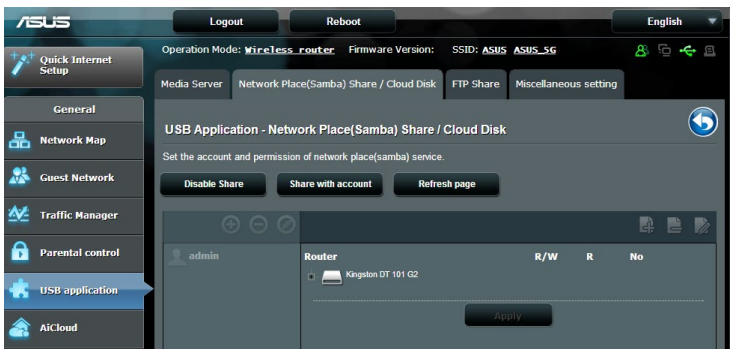 ASUS
Logout
Reboot
English
Quick Internet Setup
Operation Mode: Wireless router Firmware Version: SSID: ASUS ASUS_5G
Media Server
Network Place(Samba) Share / Cloud Disk
FTP Share
Miscellaneous setting
General
Network Map
Guest Network
Traffic Manager
Parental control
USB application
AiCloud
USB Application - Network Place(Samba) Share / Cloud Disk
Set the account and permission of network place(samba) service.
Disable Share
Share with account
Refresh page
admin
Router
R/W
R
No
Kingston DT 101 G2
Apply